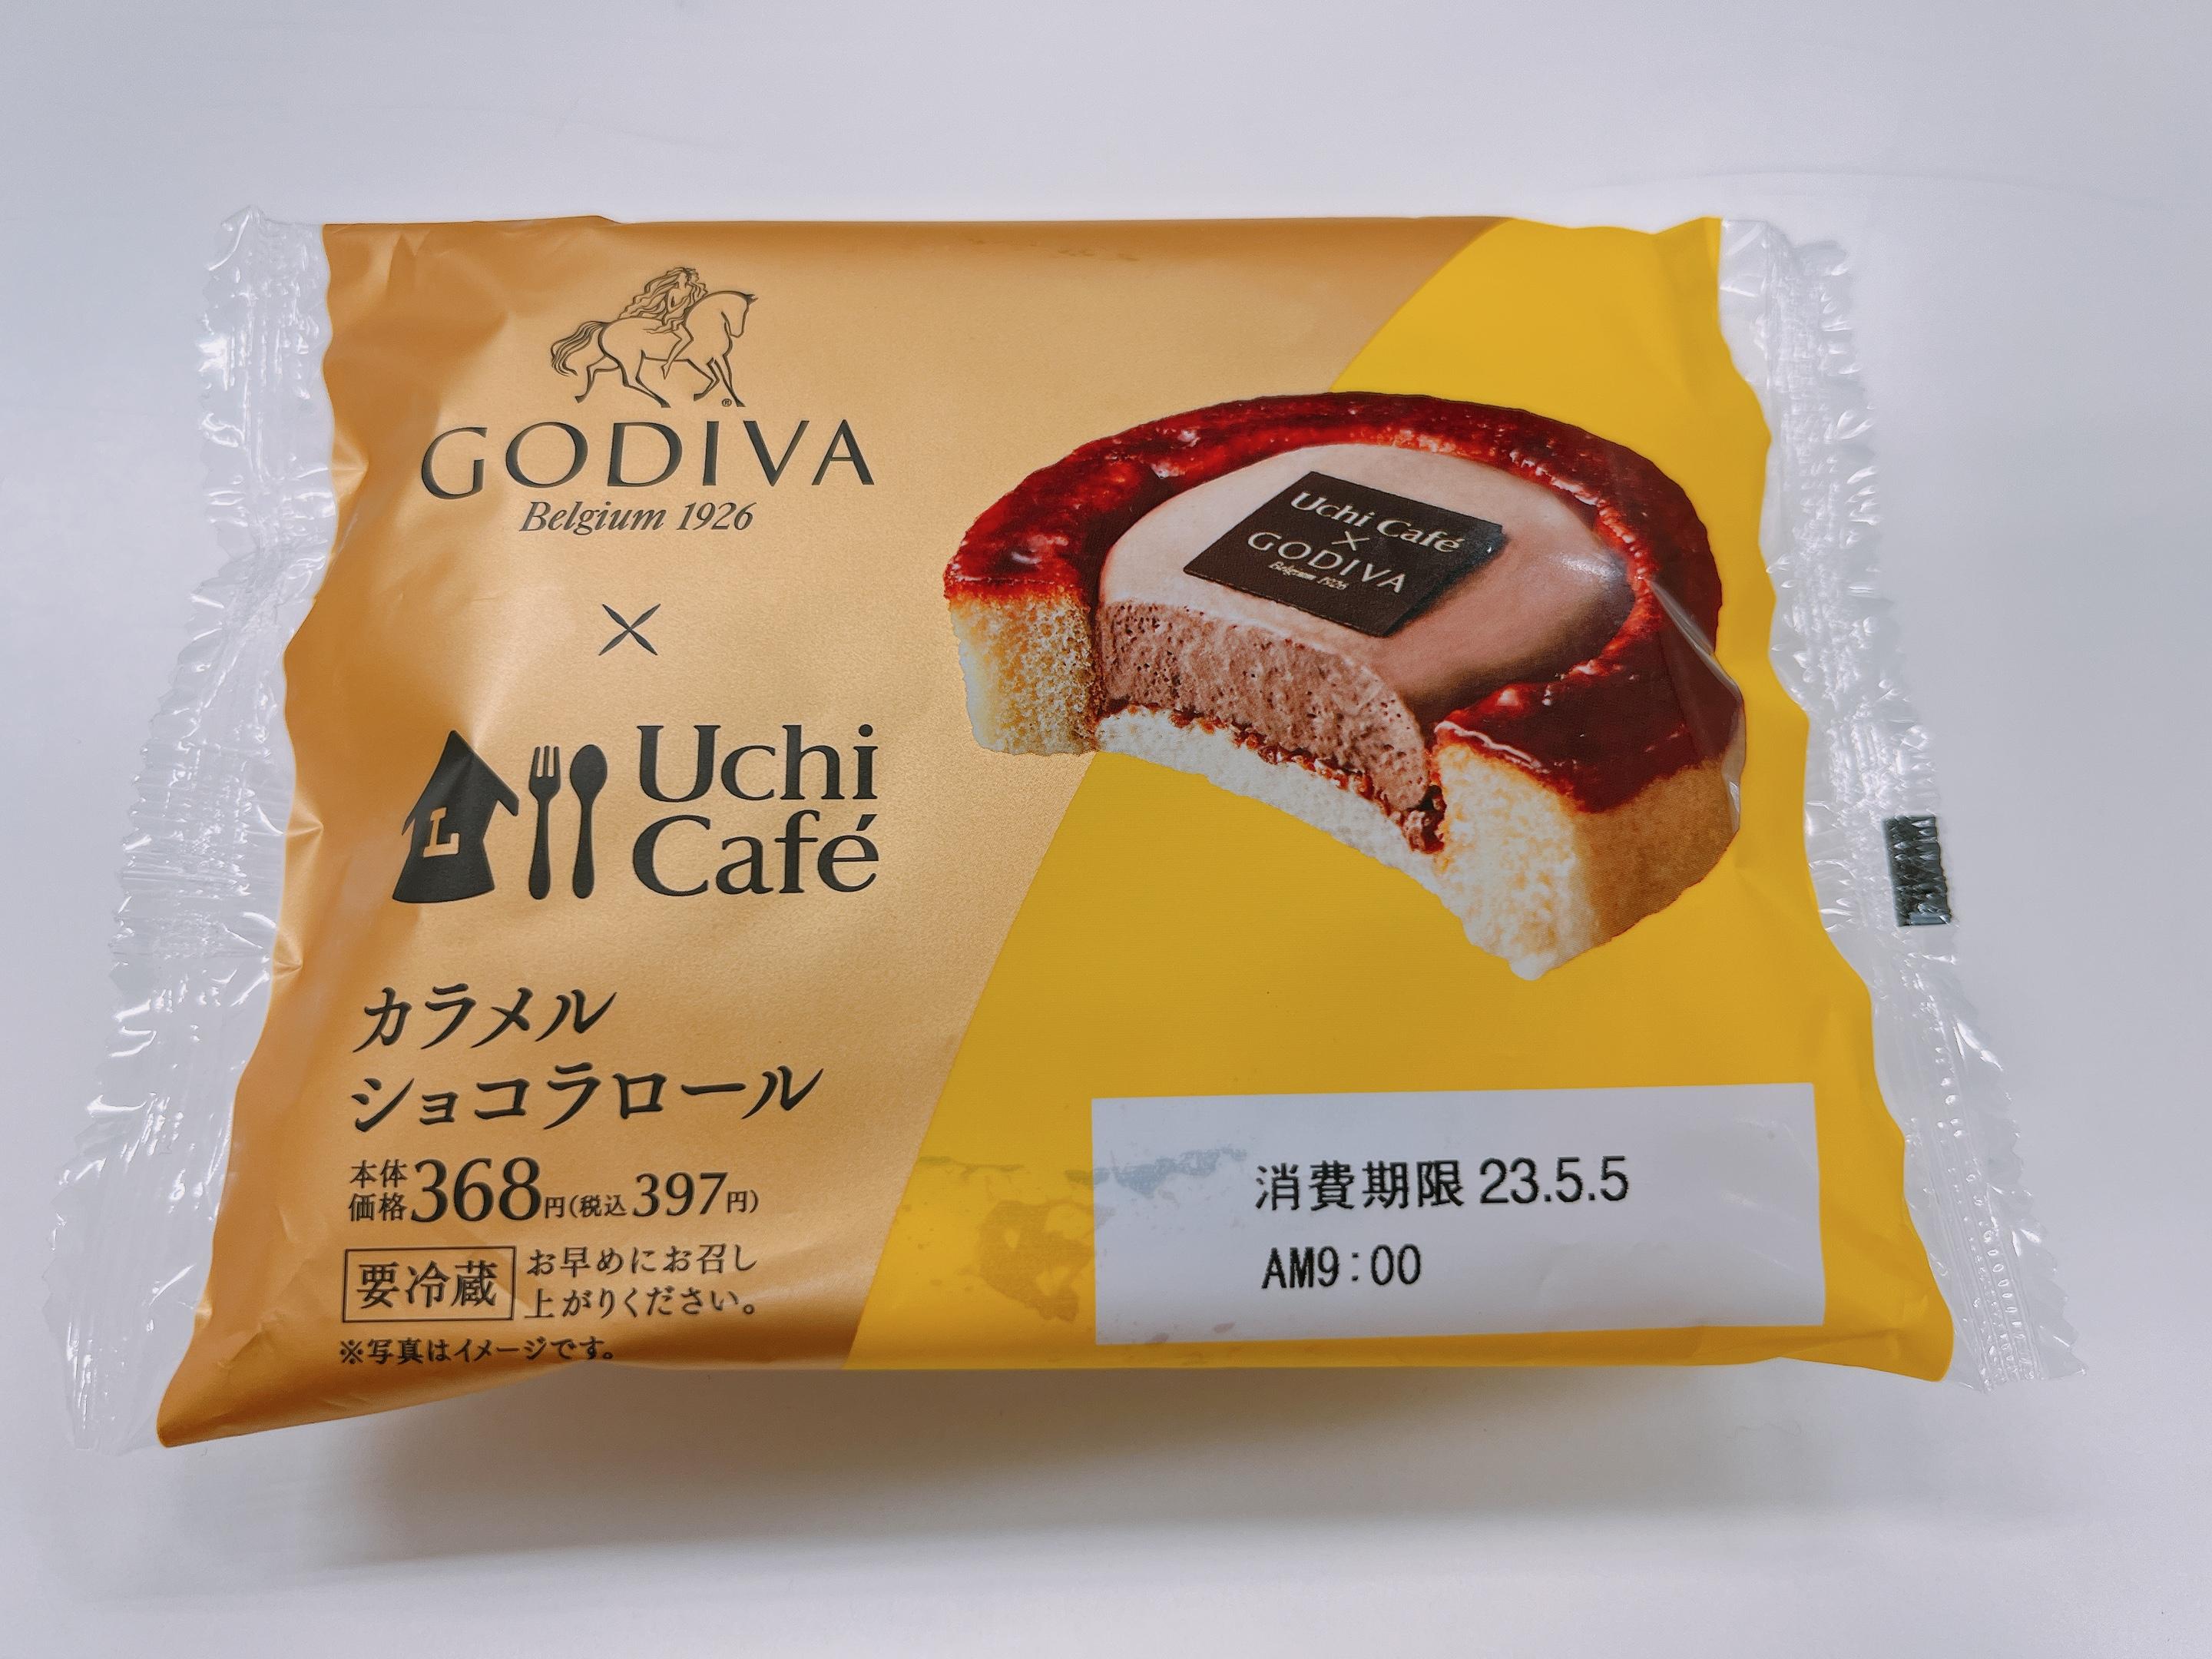 GODIVA
Belgium 1926
×
L
Uchi
Café
カラメル
ショコラロール
本体
価格368円(税込397円)
要冷蔵
お早めにお召し
上がりください。
※写真はイメージです。
Uchi Café
×
GODIVA
Belgium 1926
消費期限 23.5.5
AM9:00